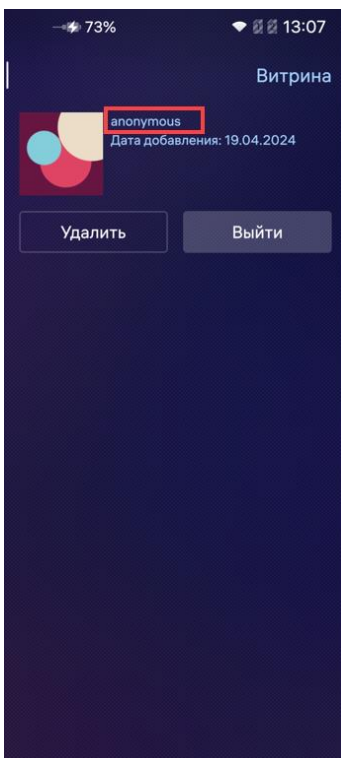 73%
13:07
Витрина
anonymous
Дата добавления: 19.04.2024
Удалить
Выйти